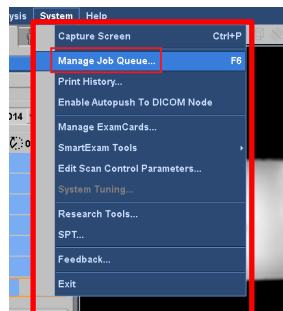 ysis System Help
Capture Screen Ctrl+P
Manage Job Queue... F6
Print History...
Enable Autopush To DICOM Node
014
Manage ExamCards...
SmartExam Tools
Edit Scan Control Parameters...
System Tuning...
Research Tools...
SPT...
Feedback...
Exit